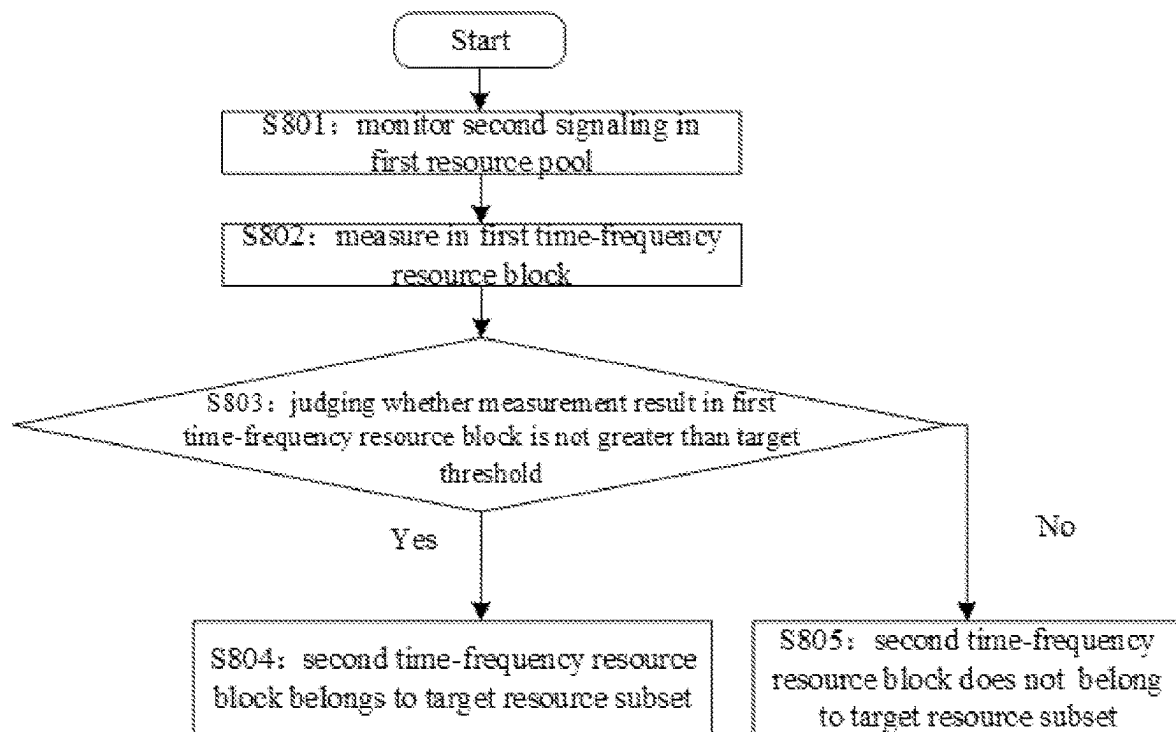 Start
S801：monitor second signaling in
first resource pool
S802：measure in first time-frequency
resource block
S803：judging whether measurement result in first
time-frequency resource block is not greater than target
threshold
Yes
No
S804：second time-frequency resource
block belongs to target resource subset
S805：second time-frequency
resource block does not belong
to target resource subset